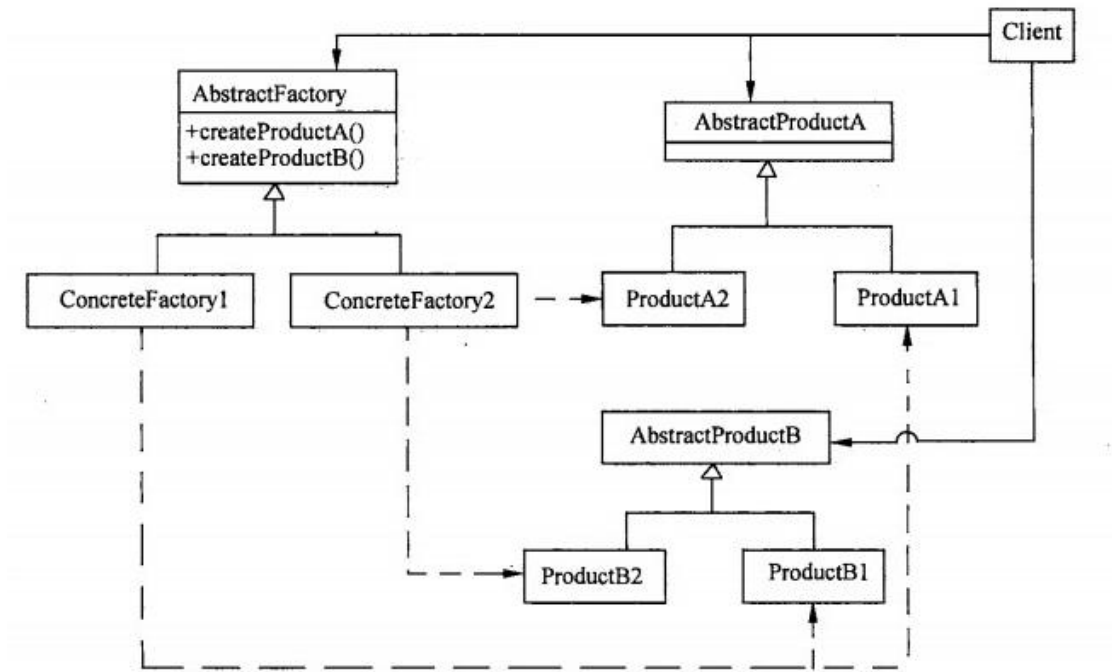 Client
AbstractFactory
+createProductA()
+createProductB()
AbstractProductA
ConcreteFactory1
ConcreteFactory2
ProductA2
ProductA1
AbstractProductB
ProductB2
ProductB1